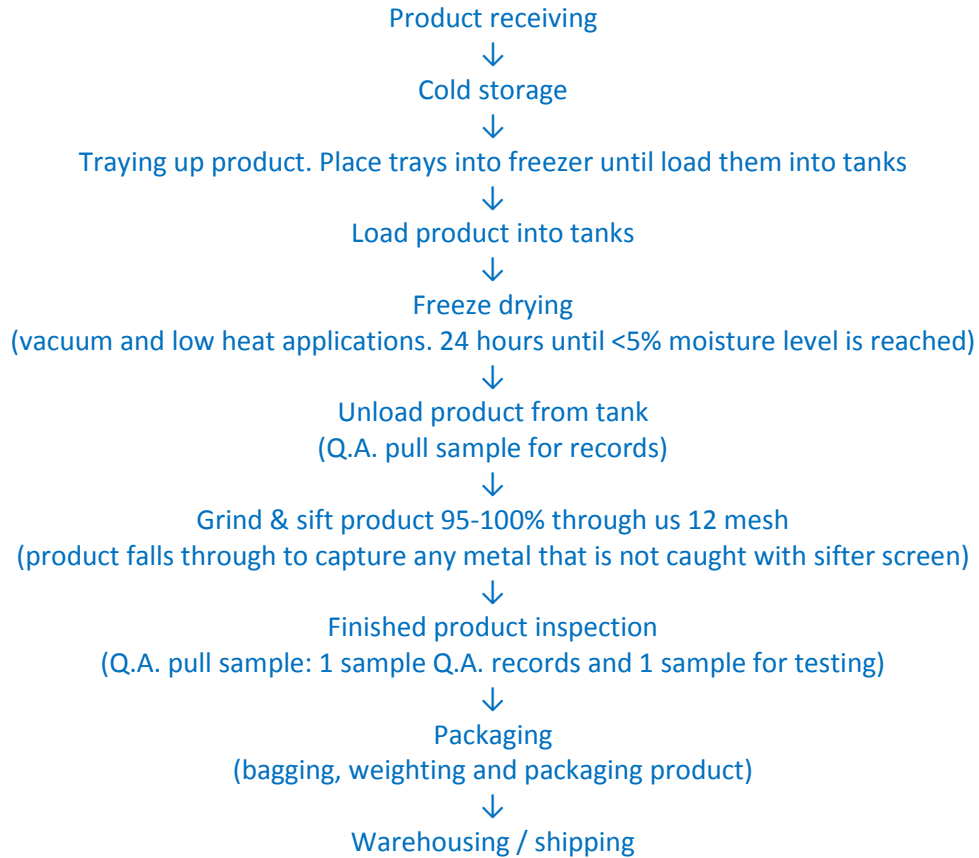 Product receiving
↓
Cold storage
↓
Traying up product. Place trays into freezer until load them into tanks
↓
Load product into tanks
↓
Freeze drying
(vacuum and low heat applications. 24 hours until <5% moisture level is reached)
↓
Unload product from tank
(Q.A. pull sample for records)
↓
Grind & sift product 95-100% through us 12 mesh
(product falls through to capture any metal that is not caught with sifter screen)
↓
Finished product inspection
(Q.A. pull sample: 1 sample Q.A. records and 1 sample for testing)
↓
Packaging
(bagging, weighting and packaging product)
↓
Warehousing / shipping